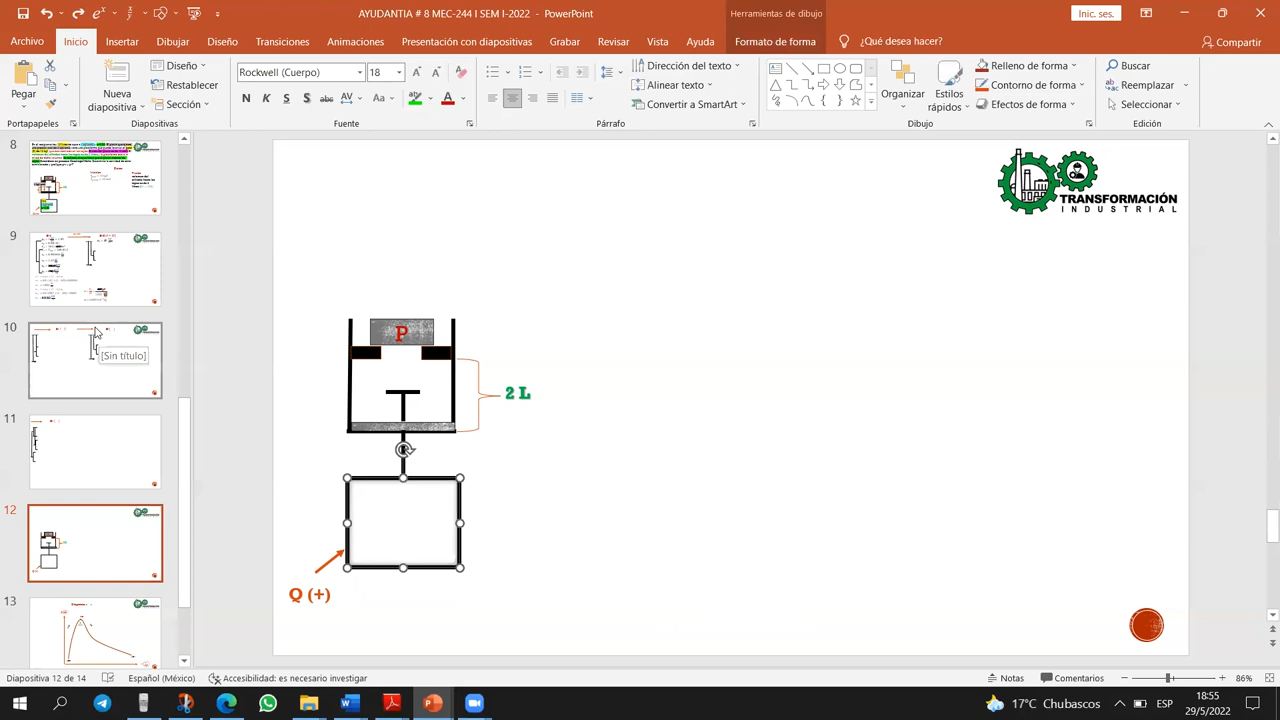 AYUDANTIA # 8 MEC-244 I SEM I-2022 - PowerPoint
Herramientas de dibujo
Inic. ses.
Archivo Inicio Insertar Dibujar Diseño Transiciones Animaciones Presentación con diapositivas Grabar Revisar Vista Ayuda Formato de forma ¿Qué desea hacer? Compartir
Pegar
Portapapeles
Nueva diapositiva
Diseño
Restablecer
Sección
Diapositivas
Rockwell (Cuerpo) 18
N K S S abc AV Aa A
Fuente
Párrafo
Dirección del texto
Alinear texto
Convertir a SmartArt
Organizar
Estilos rápidos
Relleno de forma
Contorno de forma
Efectos de forma
Dibujo
Buscar
Reemplazar
Seleccionar
Edición
8
9
10
[Sin título]
11
12
13
TRANSFORMACIÓN
INDUSTRIAL
P
2 L
Q (+)
Diapositiva 12 de 14 Español (México) Accesibilidad: es necesario investigar Notas Comentarios 86%
17°C Chubascos ESP 18:55
29/5/2022